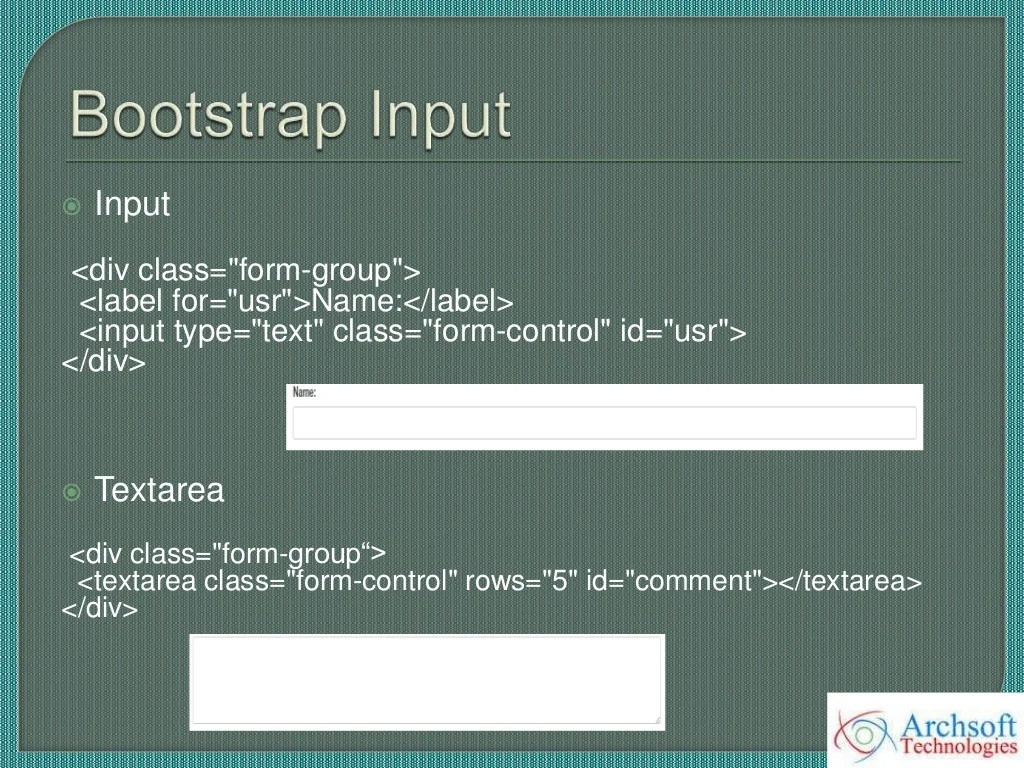 Bootstrap Input
Input
<div class="form-group">
<label for="usr">Name:</label>
<input type="text" class="form-control" id="usr">
</div>
Name:
Textarea
<div class="form-group“>
<textarea class="form-control" rows="5" id="comment"></textarea>
</div>
Archsoft
Technologies